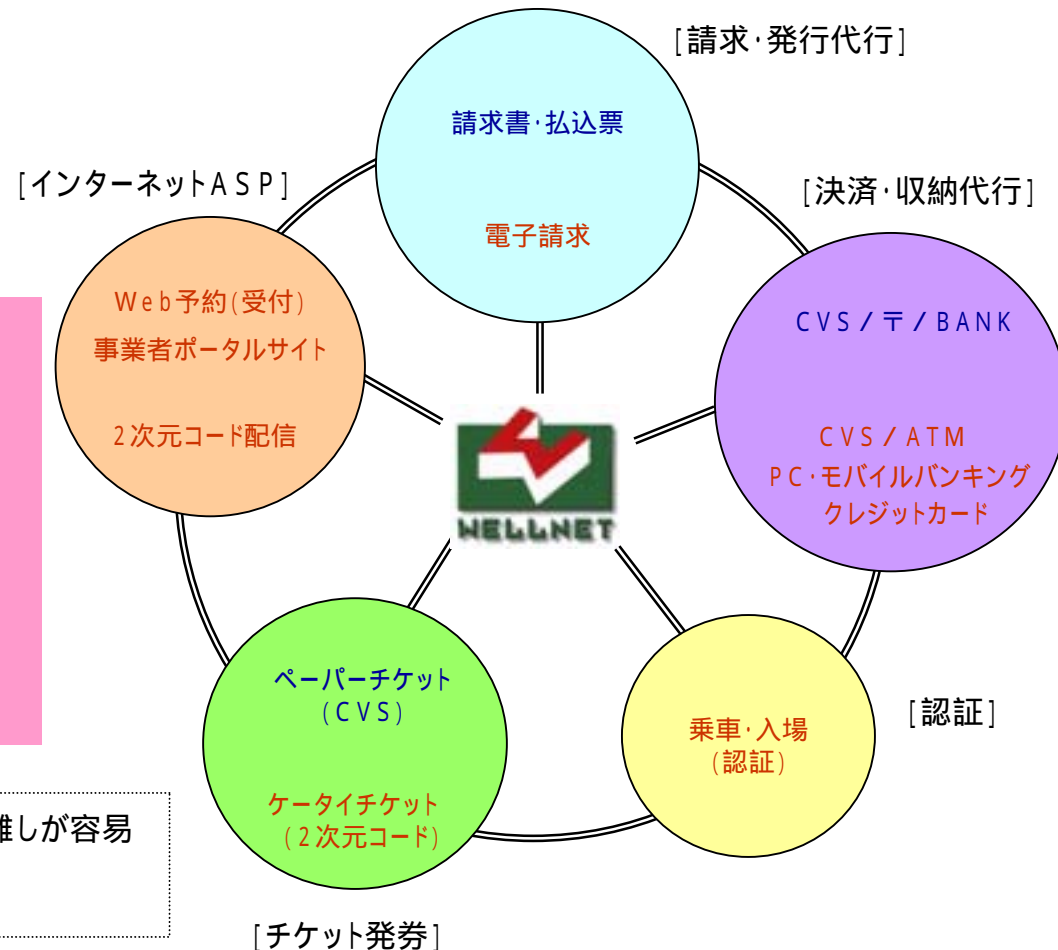 [請求・発行代行]
請求書・払込票
電子請求
[インターネットASP]
Web予約(受付)
事業者ポータルサイト
2次元コード配信
[決済・収納代行]
CVS/〒/BANK
CVS/ATM
PC・モバイルバンキング
クレジットカード
WELLNET
ペーパーチケット
(CVS)
ケータイチケット
(2次元コード)
[チケット発券]
乗車・入場
(認証)
[認証]
しが容易